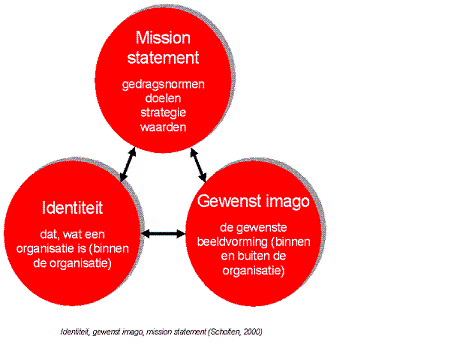 Mission
statement
gedragsnormen
doelen
strategie
waarden
Identiteit
dat, wat een
organisatie is (binnen
de organisatie)
Gewenst imago
de gewenste
beeldvorming (binnen
en buiten de
organisatie)
Identiteit, gewenst imago, mission statement (Schoften, 2000)